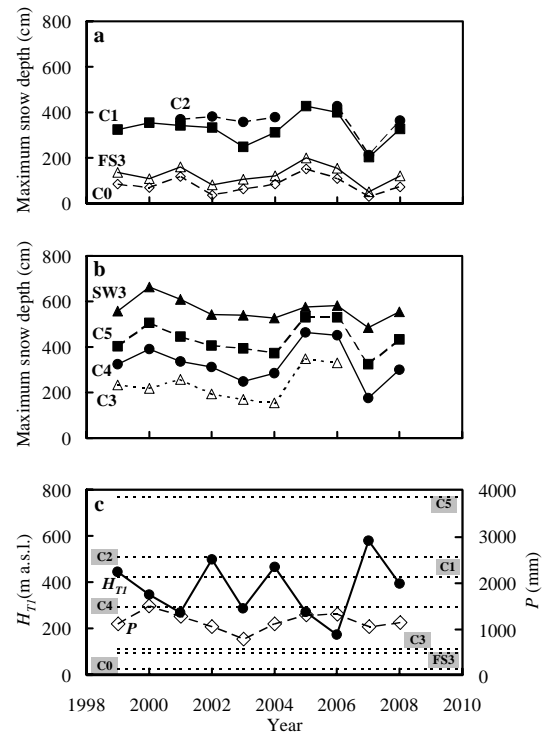 a
Maximum snow depth (cm)
800
600
400
200
0
C2
C1
FS3
C0
b
Maximum snow depth (cm)
800
600
400
200
0
SW3
C5
C4
C3
c
H_T1 (m a.s.l.)
800
600
400
200
0
4000
3000
2000
1000
0
P (mm)
C5
C2
C1
H_T1
C4
P
C3
FS3
C0
1998 2000 2002 2004 2006 2008 2010
Year